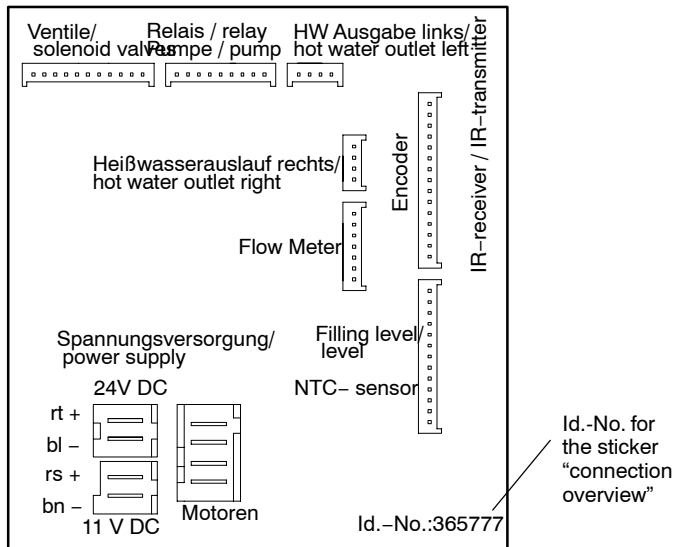 Ventile/
solenoid valves
Relais / relay
Pumpe / pump
HW Ausgabe links/
hot water outlet left
Heißwasserauslauf rechts/
hot water outlet right
Encoder
IR–receiver / IR–transmitter
Flow Meter
Spannungsversorgung/
power supply
Filling level/
level
24V DC
NTC– sensor
rt +
bl –
rs +
bn –
11 V DC
Motoren
Id.–No.:365777
Id.-No. for
the sticker
“connection
overview”